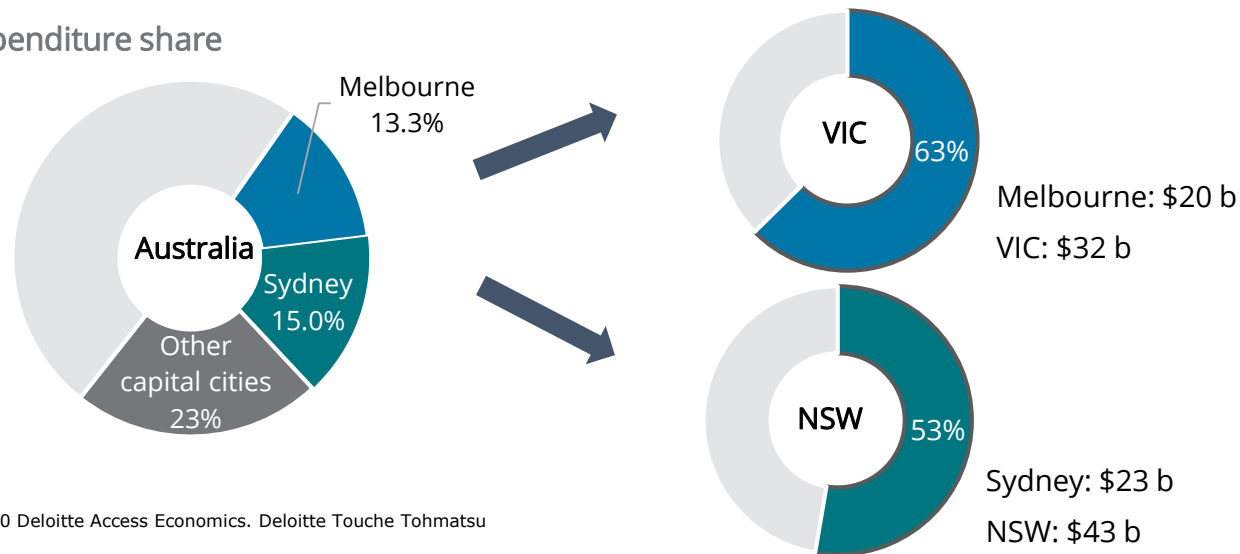 penditure share
Melbourne
13.3%
Australia
Sydney
15.0%
Other
capital cities
23%
VIC
63%
Melbourne: $20 b
VIC: $32 b
NSW
53%
Sydney: $23 b
NSW: $43 b
0 Deloitte Access Economics. Deloitte Touche Tohmatsu